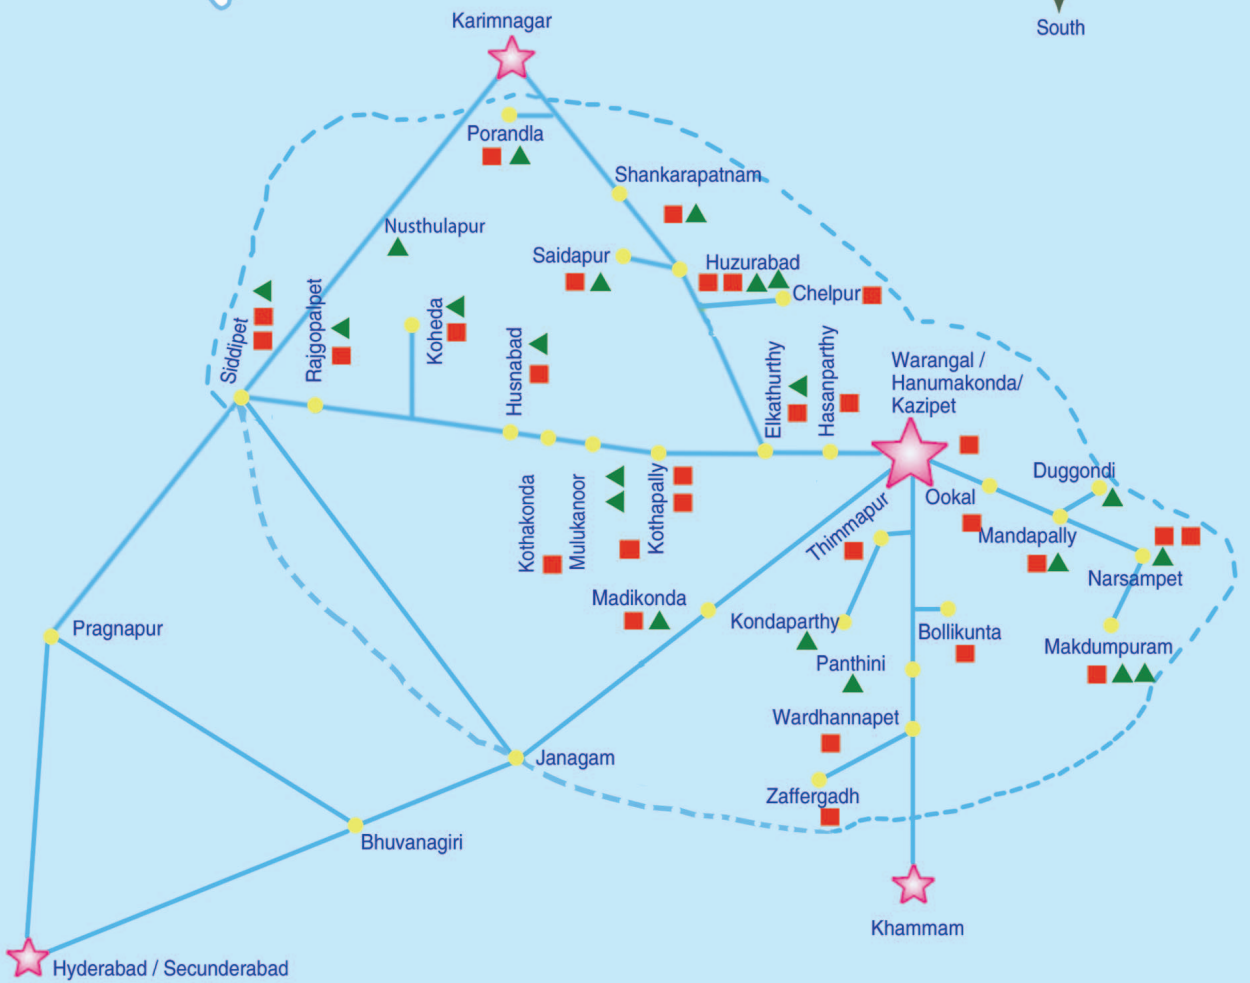 Karimnagar
South
Porandla
Shankarapatnam
Nusthulapur
Saidapur
Huzurabad
Chelpur
Siddipet
Rajgopalpet
Koheda
Husnabad
Elkathurthy
Hasanparthy
Warangal /
Hanumakonda/
Kazipet
Duggondi
Ookal
Kothakonda
Mulukanoor
Kothapally
Thimmapur
Mandapally
Narsampet
Madikonda
Kondaparthy
Bollikunta
Pragnapur
Makdumpuram
Panthini
Wardhannapet
Janagam
Zaffergadh
Bhuvanagiri
Khammam
Hyderabad / Secunderabad